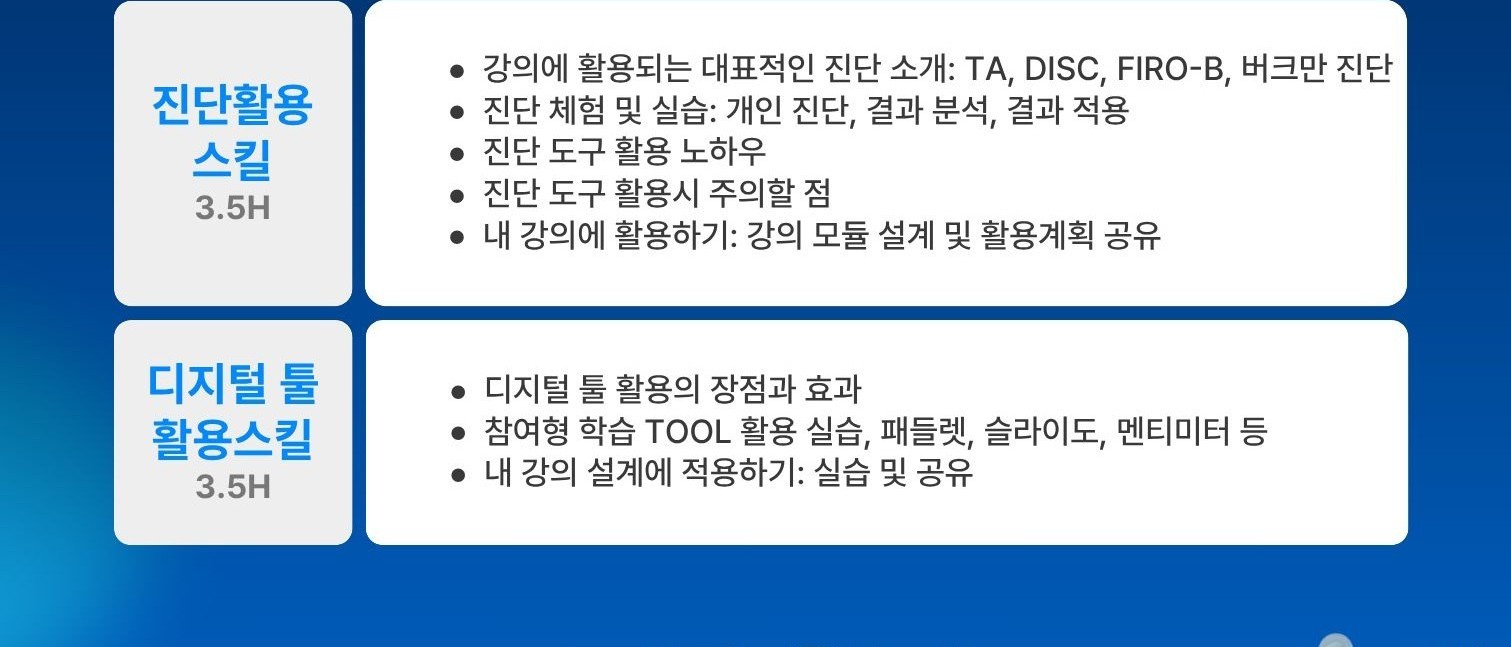 진단활용
스킬
3.5H
● 강의에 활용되는 대표적인 진단 소개: TA, DISC, FIRO-B, 버크만 진단
● 진단 체험 및 실습: 개인 진단, 결과 분석, 결과 적용
● 진단 도구 활용 노하우
● 진단 도구 활용시 주의할 점
● 내 강의에 활용하기: 강의 모듈 설계 및 활용계획 공유
디지털 툴
활용스킬
3.5H
● 디지털 툴 활용의 장점과 효과
● 참여형 학습 TOOL 활용 실습, 패들렛, 슬라이도, 멘티미터 등
● 내 강의 설계에 적용하기: 실습 및 공유